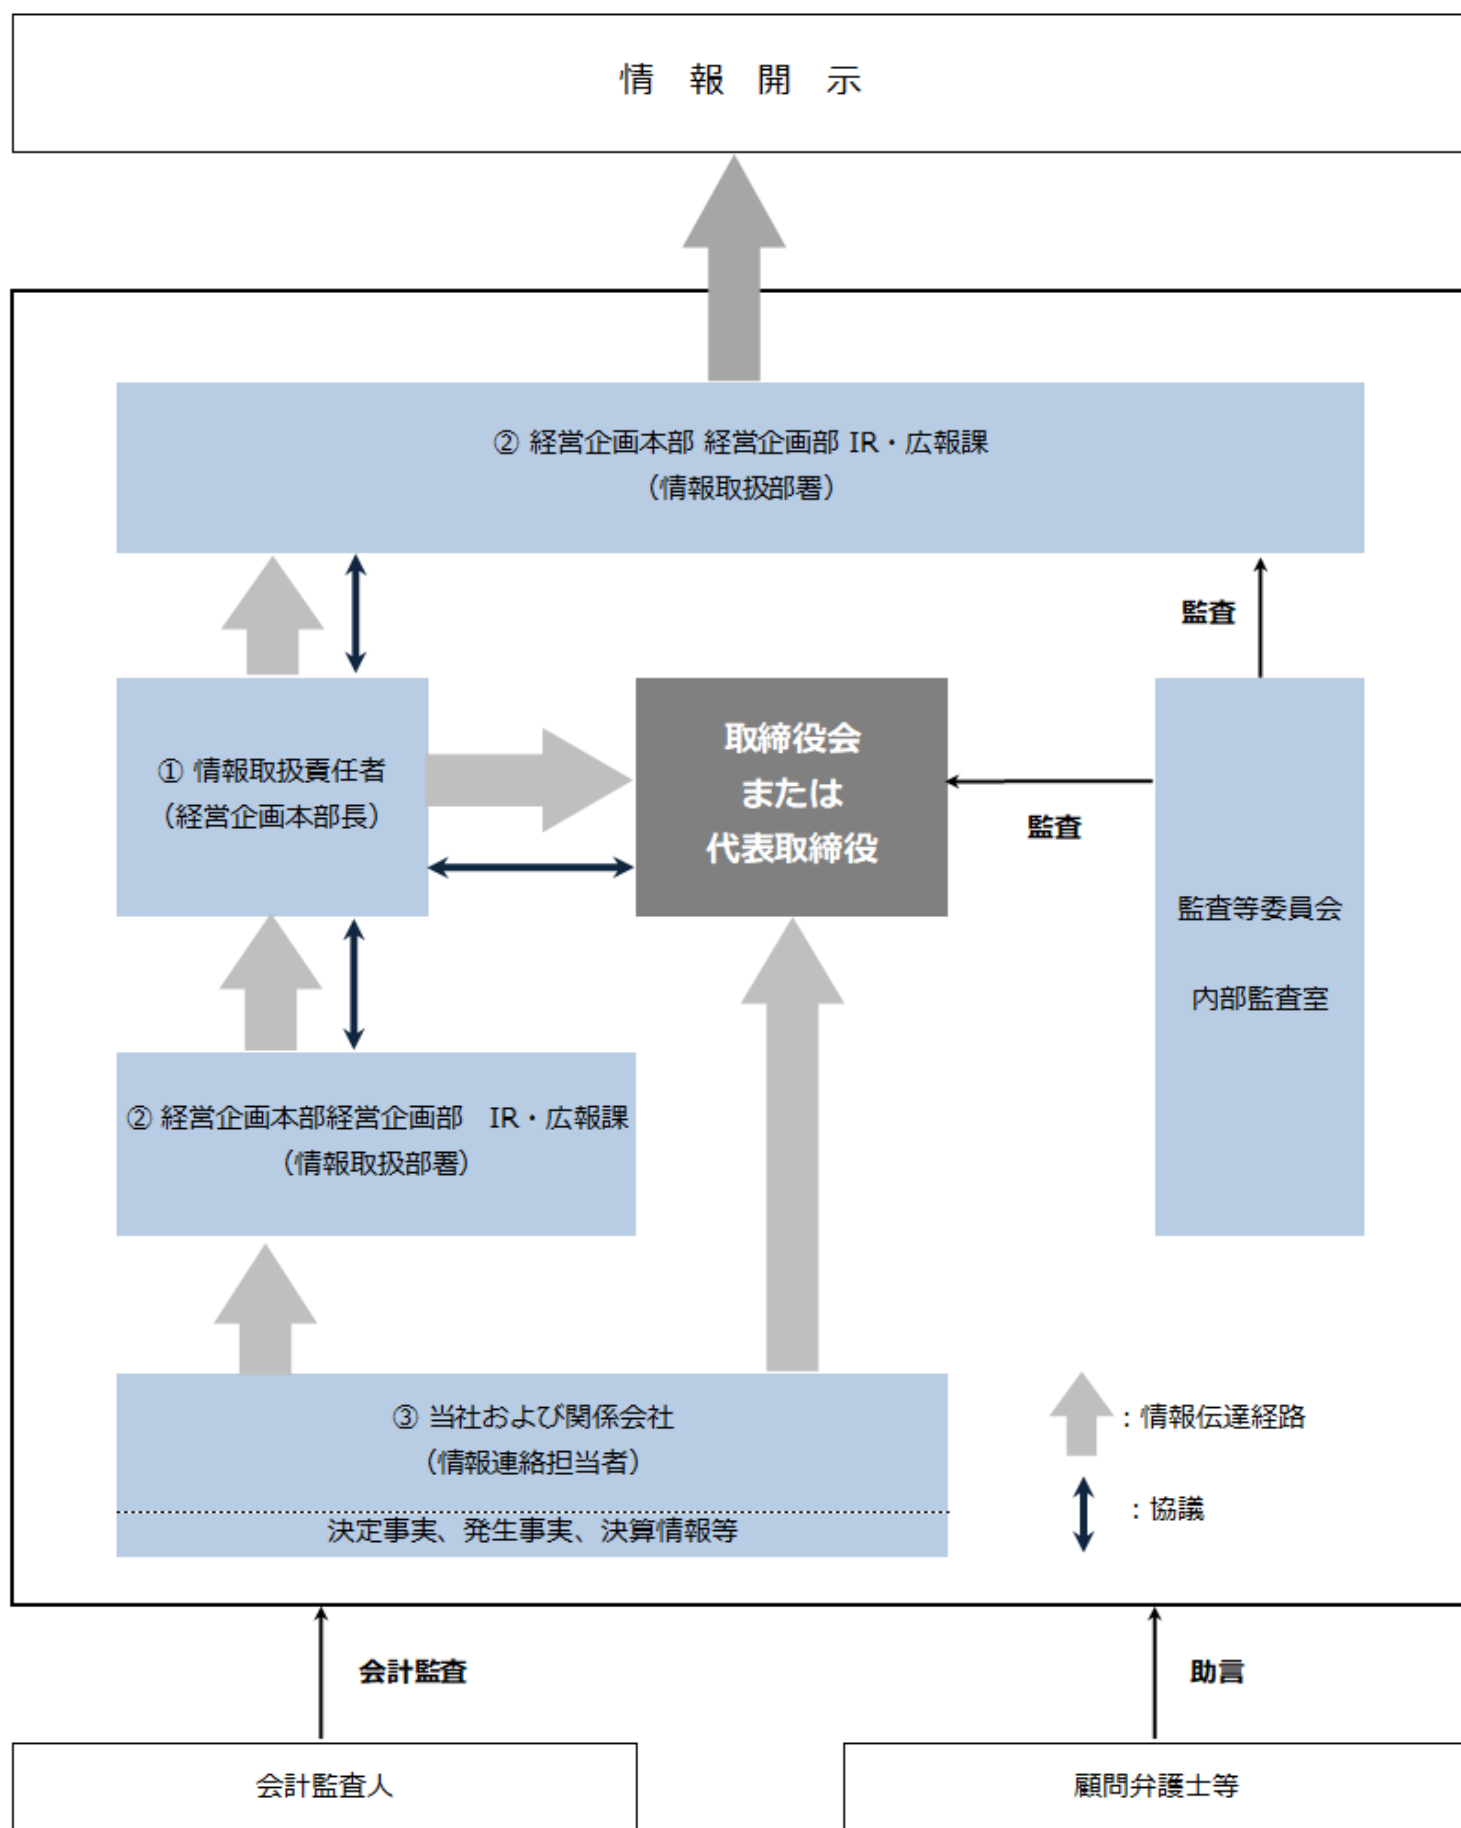 情 報 開 示
② 経営企画本部 経営企画部 IR・広報課
（情報取扱部署）
監査
① 情報取扱責任者
（経営企画本部長）
取締役会
または
代表取締役
監査
監査等委員会
内部監査室
② 経営企画本部経営企画部　IR・広報課
（情報取扱部署）
③ 当社および関係会社
（情報連絡担当者）
決定事実、発生事実、決算情報等
：情報伝達経路
：協議
会計監査
助言
会計監査人
顧問弁護士等